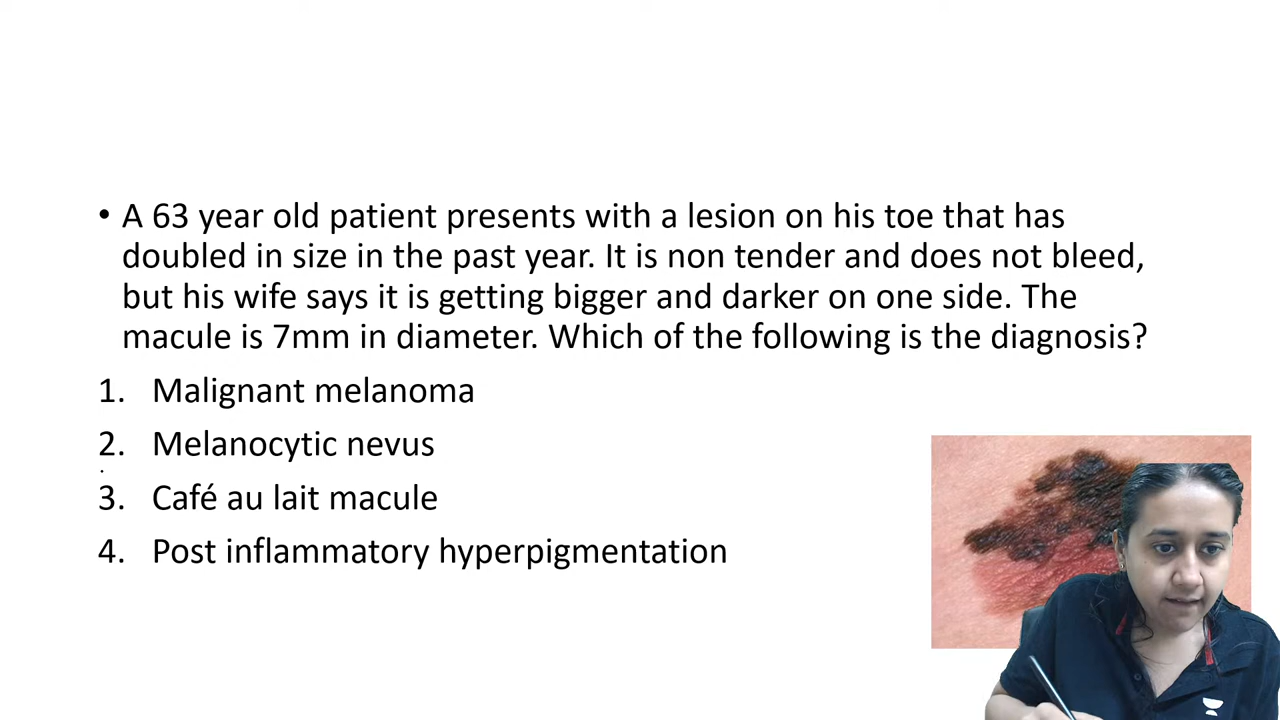 • A 63 year old patient presents with a lesion on his toe that has
doubled in size in the past year. It is non tender and does not bleed,
but his wife says it is getting bigger and darker on one side. The
macule is 7mm in diameter. Which of the following is the diagnosis?
1. Malignant melanoma
2. Melanocytic nevus
3. Café au lait macule
4. Post inflammatory hyperpigmentation